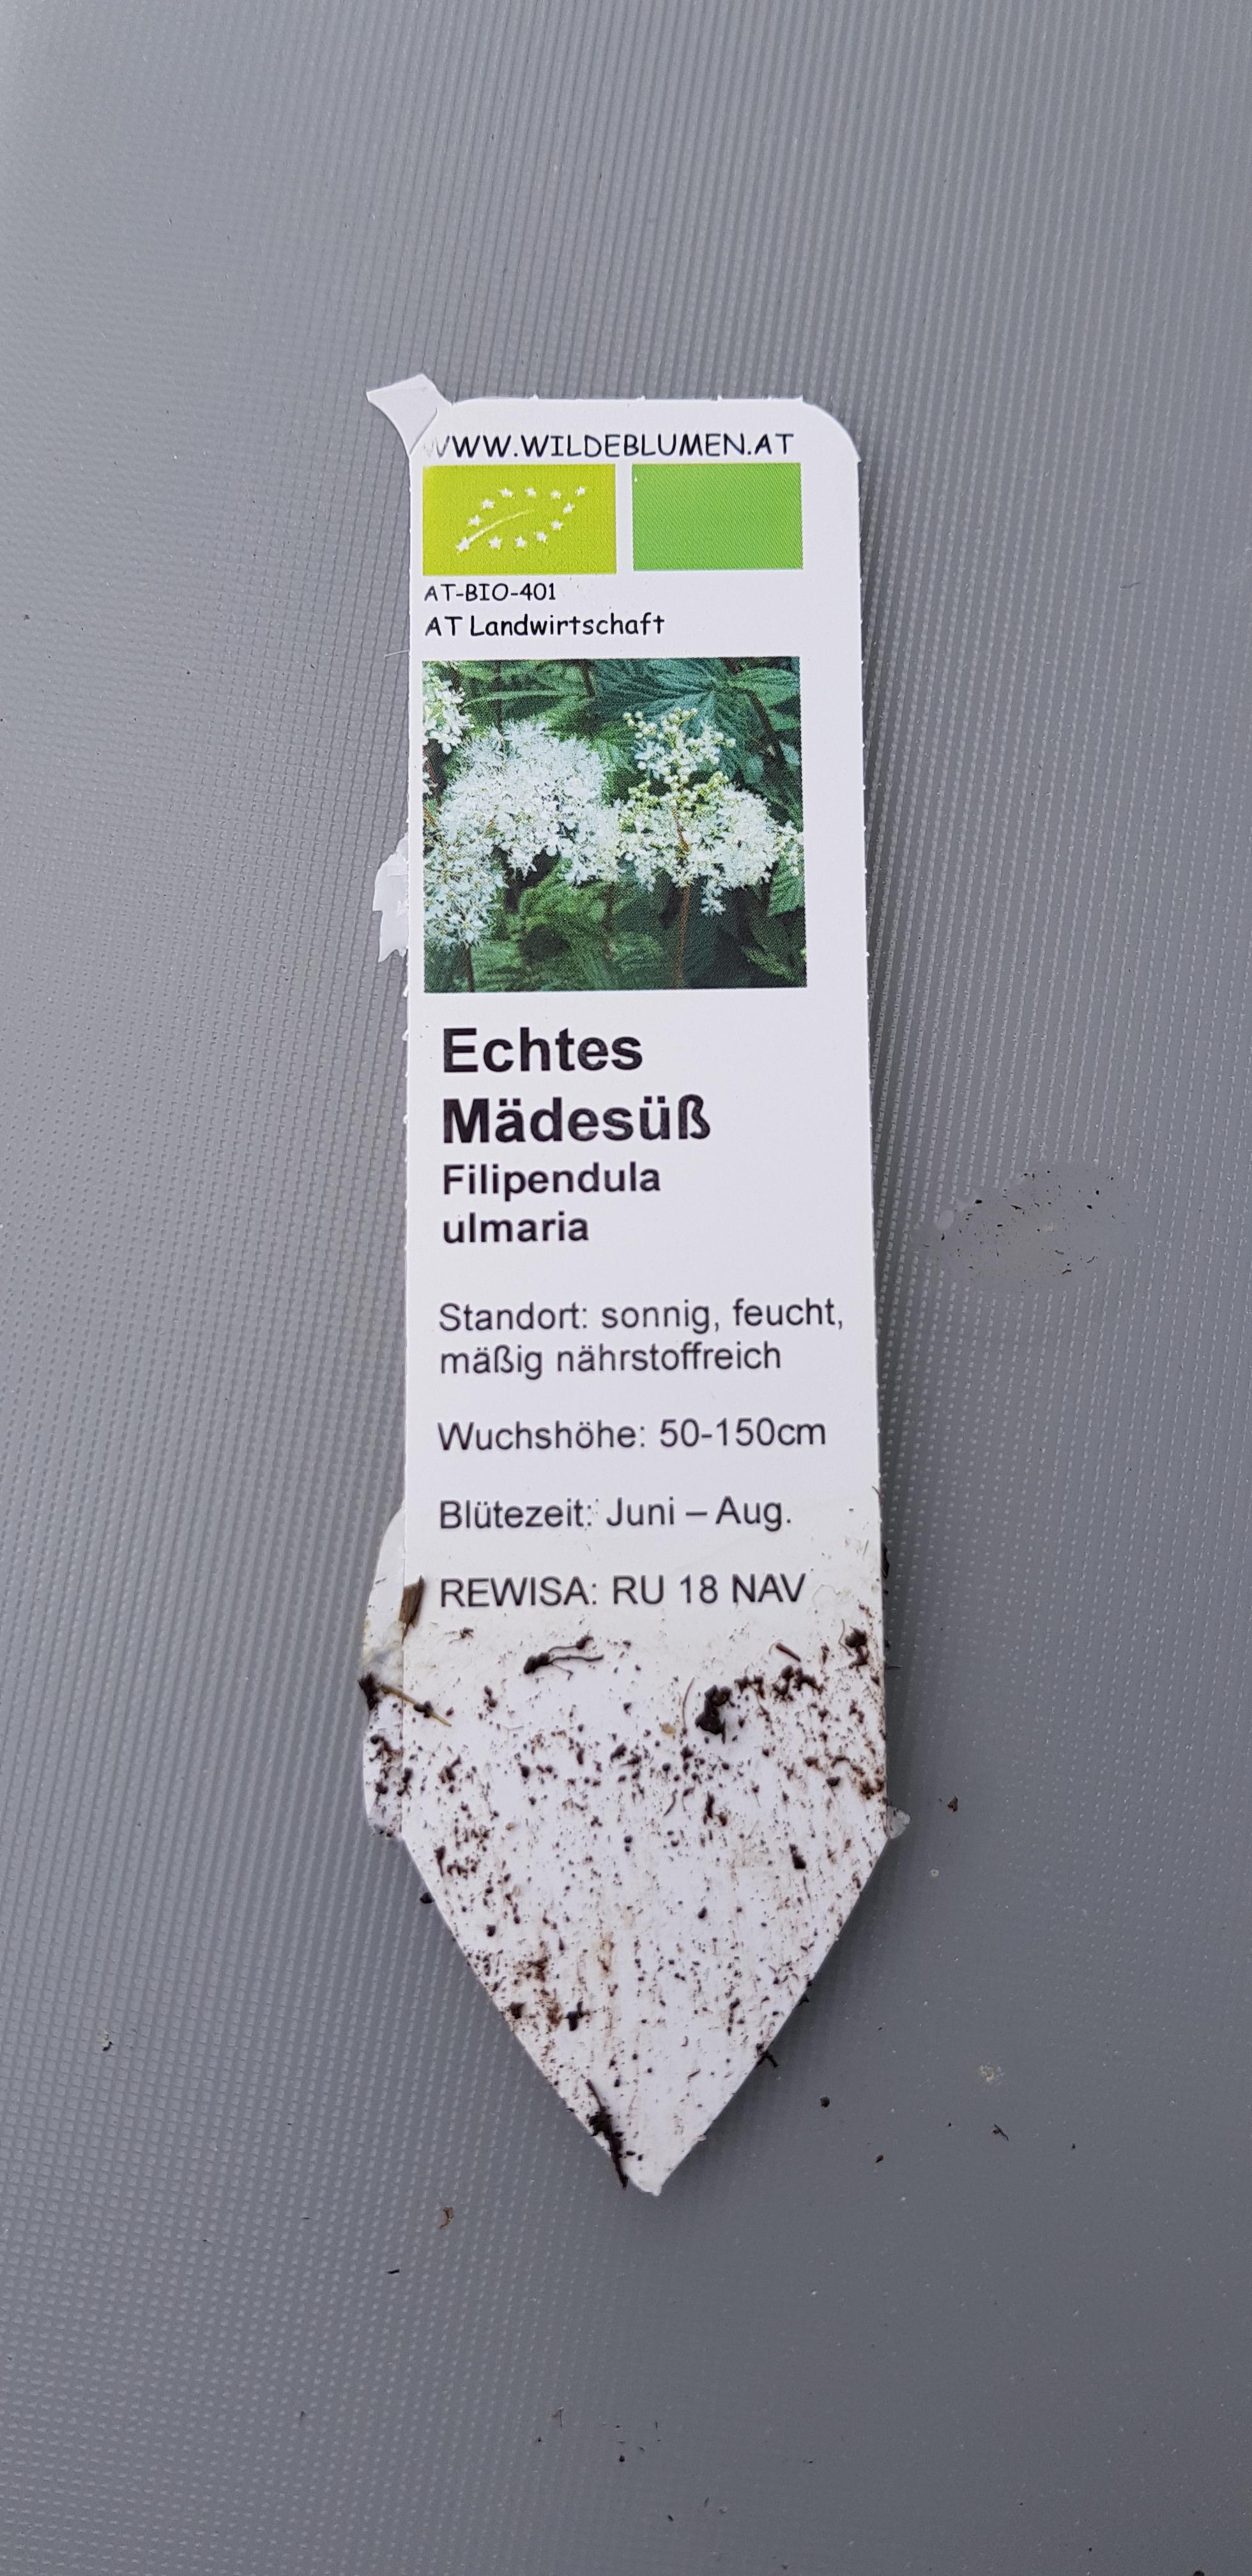 WWW.WILDEBLUMEN.AT
AT-BIO-401
AT Landwirtschaft
Echtes
Mädesüß
Filipendula
ulmaria
Standort: sonnig, feucht,
mäßig nährstoffreich
Wuchshöhe: 50-150cm
Blütezeit: Juni – Aug.
REWISA: RU 18 NAV